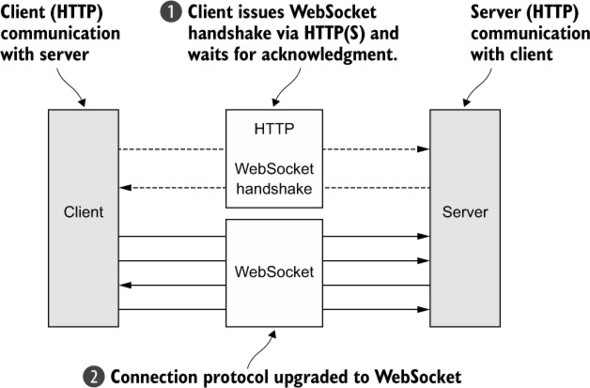 Client (HTTP)
communication
with server
1 Client issues WebSocket
handshake via HTTP(S) and
waits for acknowledgment.
Server (HTTP)
communication
with client
HTTP
WebSocket
handshake
Client
Server
WebSocket
2 Connection protocol upgraded to WebSocket